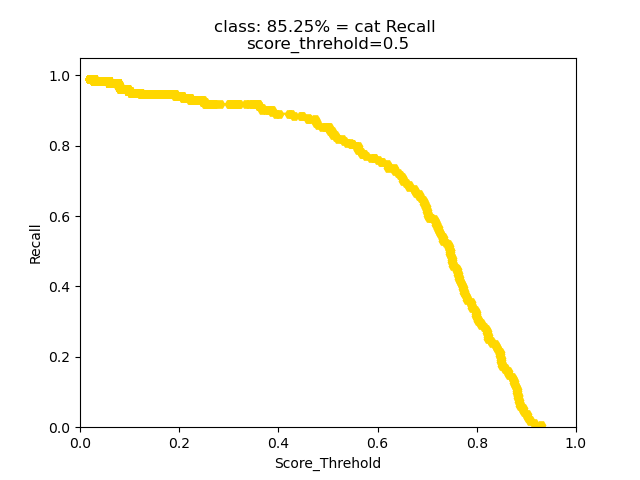 class: 85.25% = cat Recall
score_threhold=0.5
1.0
0.8
0.6
0.4
0.2
0.0
Recall
0.0 0.2 0.4 0.6 0.8 1.0
Score_Threhold